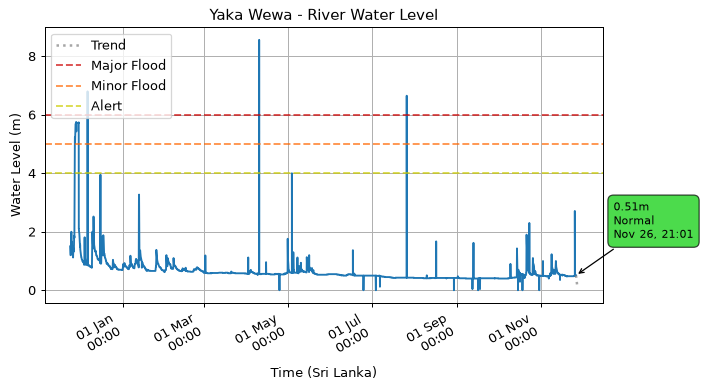 Yaka Wewa - River Water Level
Trend
Major Flood
Minor Flood
Alert
8
6
4
2
0
Water Level (m)
0.51m
Normal
Nov 26, 21:01
01 Jan
00:00
01 Mar
00:00
01 May
00:00
01 Jul
00:00
01 Sep
00:00
01 Nov
00:00
Time (Sri Lanka)